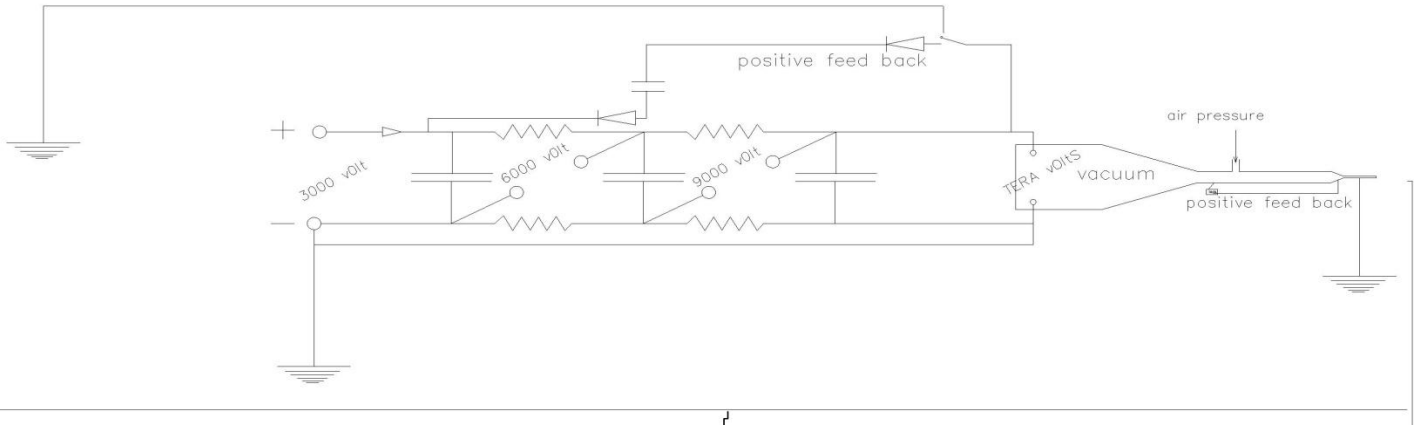 positive feed back
air pressure
+
3000 vOlt
6000 vOlt
9000 vOlt
TERA vOltS
vacuum
positive feed back
—